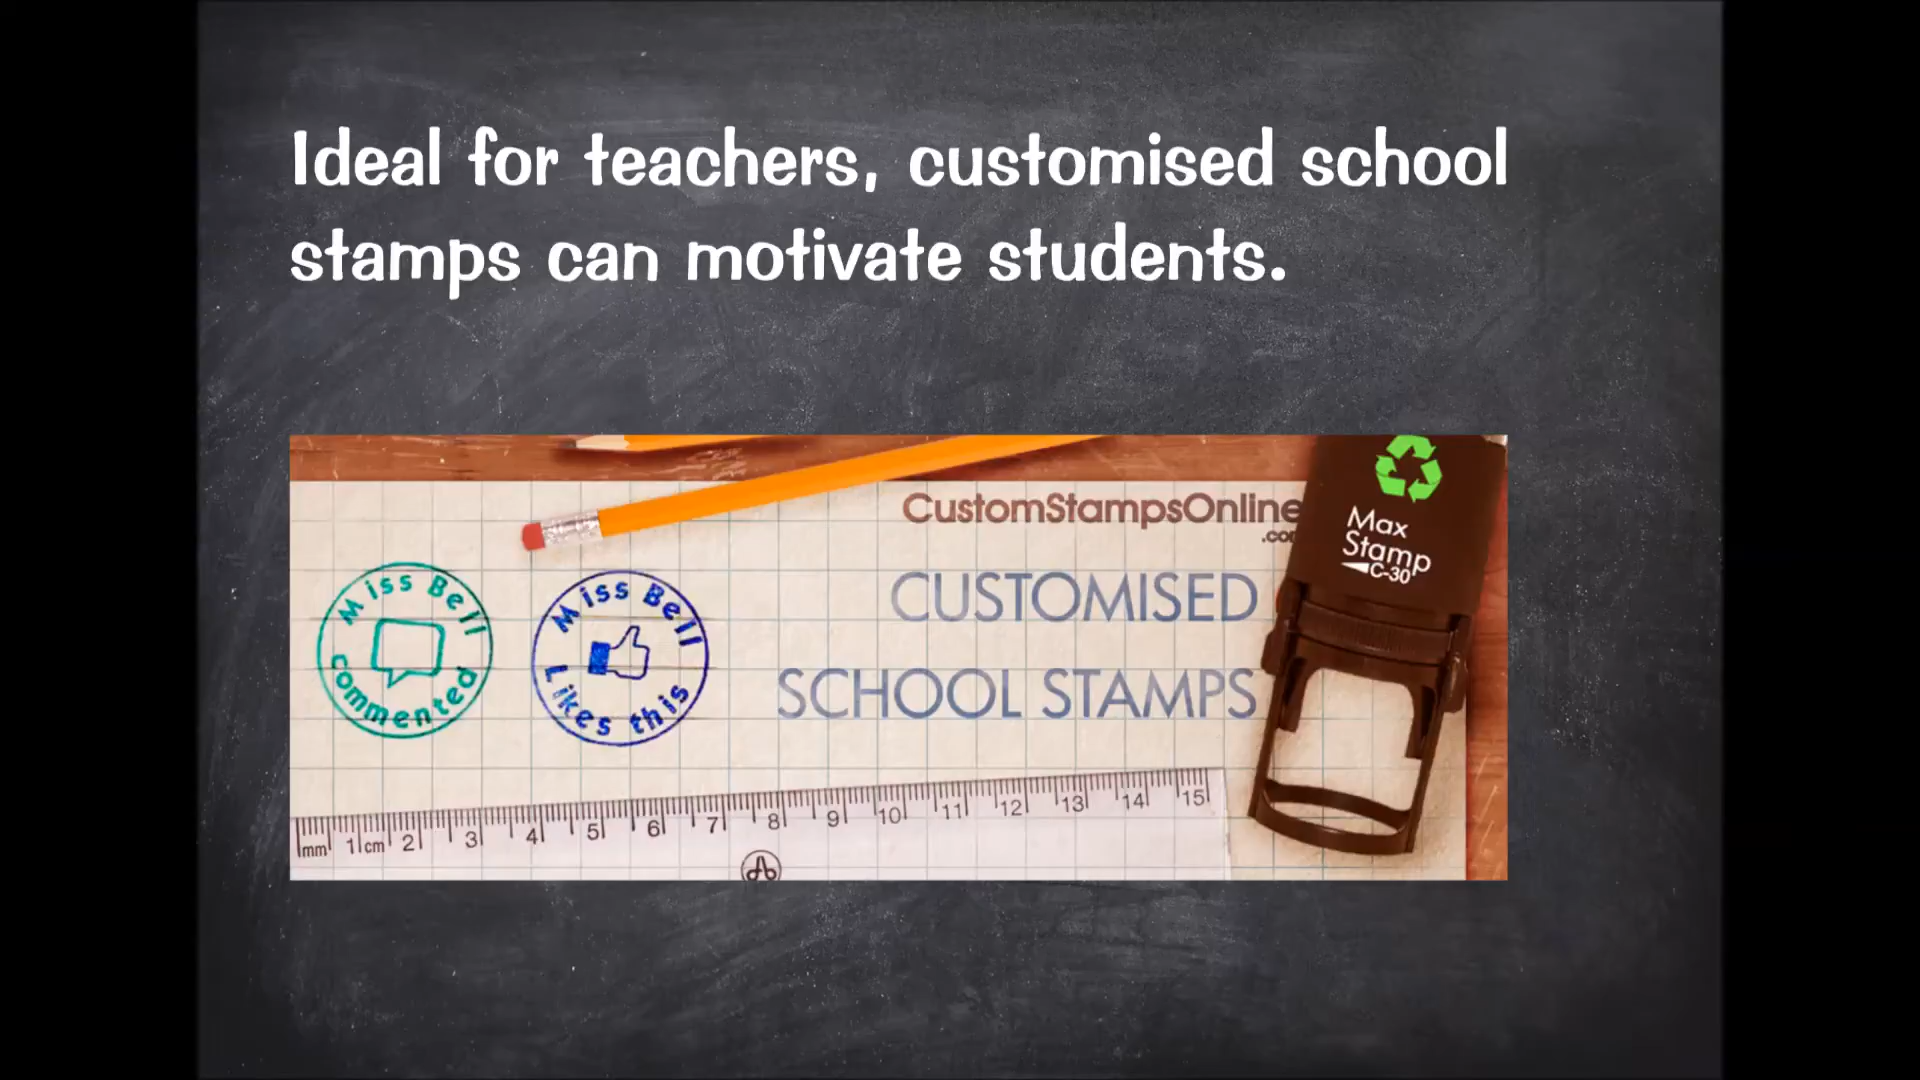 Ideal for teachers, customised school
stamps can motivate students.
CustomStampsOnline
.com
Max
Stamp
C-30
CUSTOMISED
SCHOOL STAMPS
Miss Bell
commented
Miss Bell
Likes this
mm 1 cm 2 3 4 5 6 7 8 9 10 11 12 13 14 15